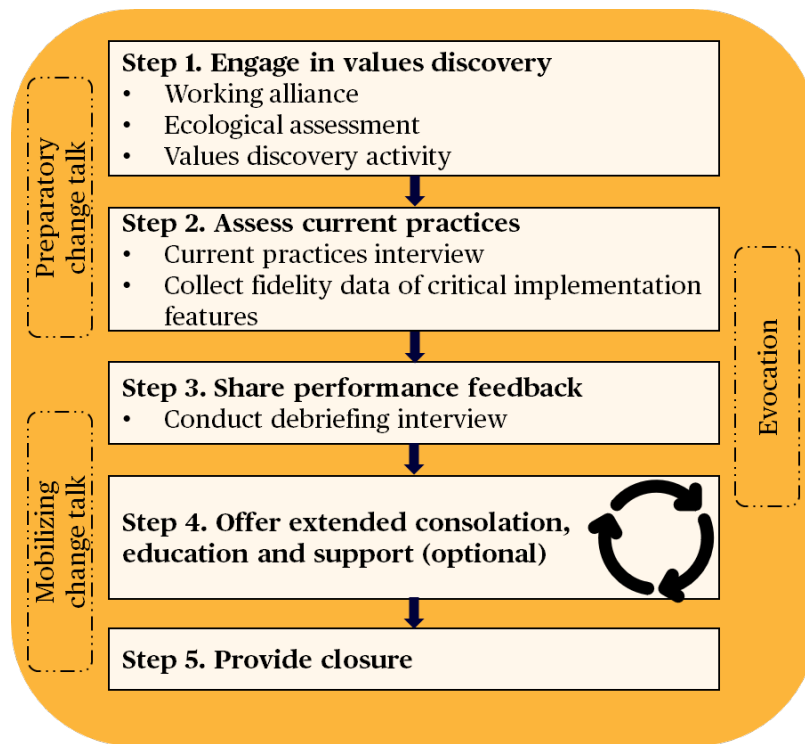 Step 1. Engage in values discovery
• Working alliance
• Ecological assessment
• Values discovery activity
Preparatory
change talk
Step 2. Assess current practices
• Current practices interview
• Collect fidelity data of critical implementation
features
Evocation
Step 3. Share performance feedback
• Conduct debriefing interview
Mobilizing
change talk
Step 4. Offer extended consolation,
education and support (optional)
Step 5. Provide closure